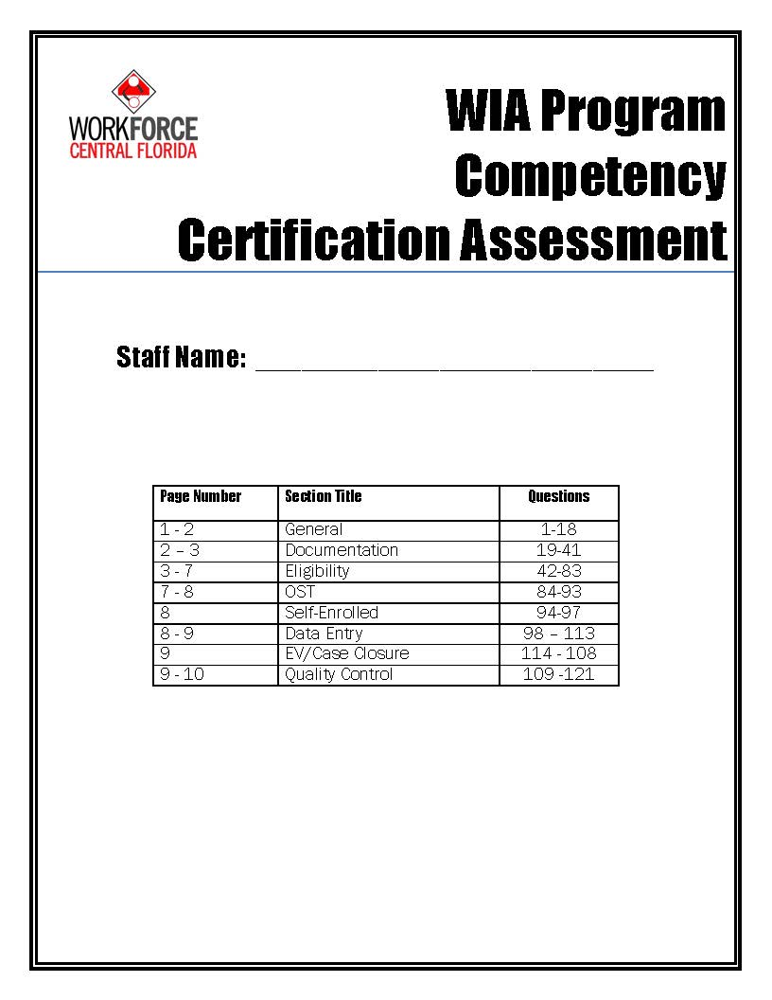 WORKFORCE
CENTRAL FLORIDA
WIA Program
Competency
Certification Assessment
Staff Name: ____________________________
Page Number Section Title Questions
1 - 2 General 1-18
2 – 3 Documentation 19-41
3 - 7 Eligibility 42-83
7 - 8 OST 84-93
8 Self-Enrolled 94-97
8 - 9 Data Entry 98 – 113
9 EV/Case Closure 114 - 108
9 - 10 Quality Control 109 -121